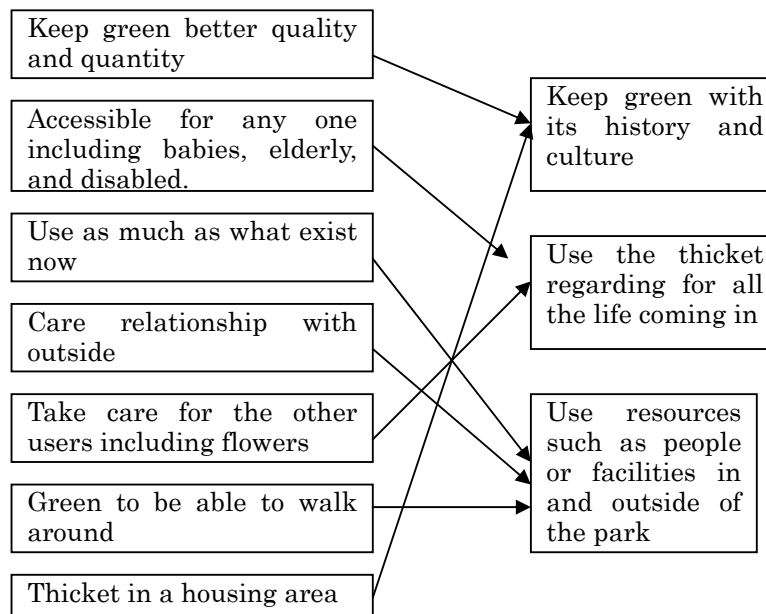 Keep green better quality
and quantity
Accessible for any one
including babies, elderly,
and disabled.
Use as much as what exist
now
Care relationship with
outside
Take care for the other
users including flowers
Green to be able to walk
around
Thicket in a housing area
Keep green with
its history and
culture
Use the thicket
regarding for all
the life coming in
Use resources
such as people
or facilities in
and outside of
the park